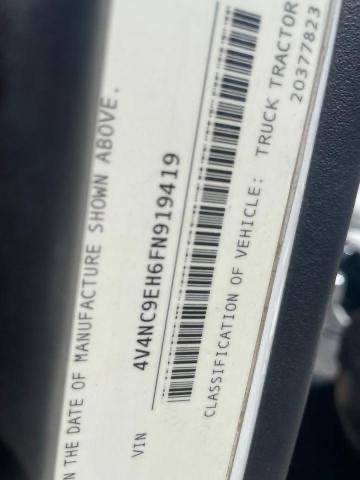 N THE DATE OF MANUFACTURE SHOWN ABOVE.
VIN 4V4NC9EH6FN919419
CLASSIFICATION OF VEHICLE: TRUCK TRACTOR
20377823